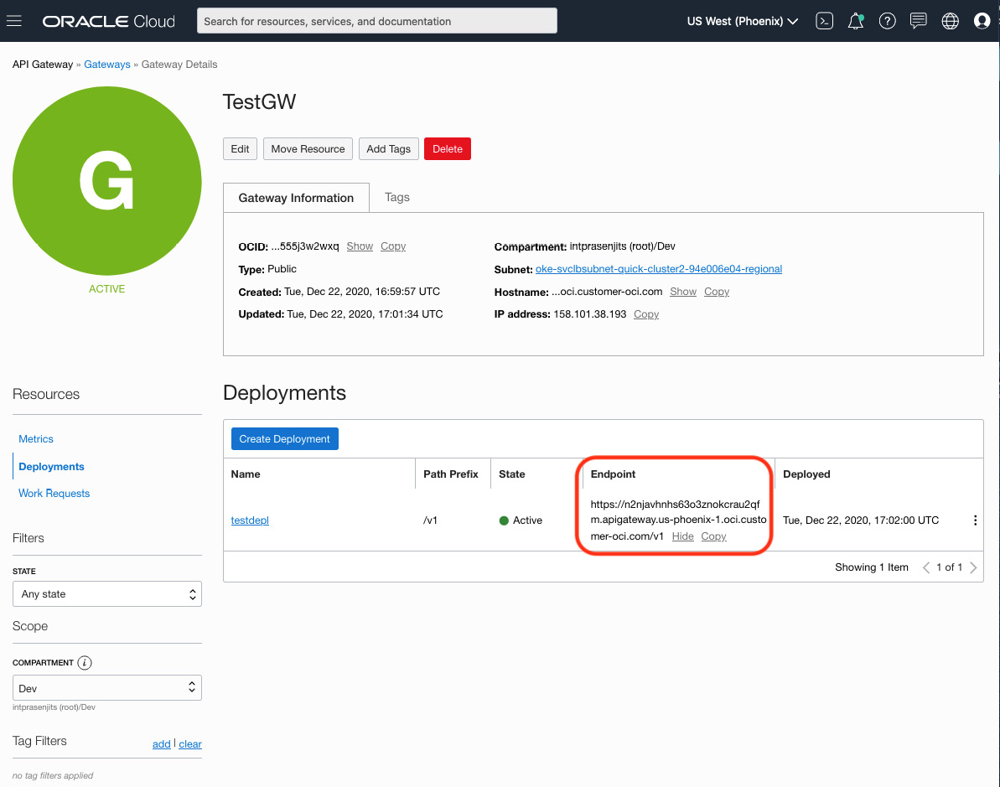 ORACLE Cloud
Search for resources, services, and documentation
US West (Phoenix)
API Gateway » Gateways » Gateway Details
G
ACTIVE
TestGW
Edit
Move Resource
Add Tags
Delete
Gateway Information
Tags
OCID: ...555j3w2wxq Show Copy
Type: Public
Created: Tue, Dec 22, 2020, 16:59:57 UTC
Updated: Tue, Dec 22, 2020, 17:01:34 UTC
Compartment: intprasenjits (root)/Dev
Subnet: oke-svclbsubnet-quick-cluster2-94e006e04-regional
Hostname: ...oci.customer-oci.com Show Copy
IP address: 158.101.38.193 Copy
Resources
Metrics
Deployments
Work Requests
Filters
STATE
Any state
Scope
COMPARTMENT i
Dev
intprasenjits (root)/Dev
Tag Filters add | clear
no tag filters applied
Deployments
Create Deployment
Name Path Prefix State Endpoint Deployed
testdepl /v1 Active
https://n2njavhnhs63o3znokcrau2qf
m.apigateway.us-phoenix-1.oci.custo
mer-oci.com/v1 Hide Copy
Tue, Dec 22, 2020, 17:02:00 UTC
Showing 1 Item < 1 of 1 >